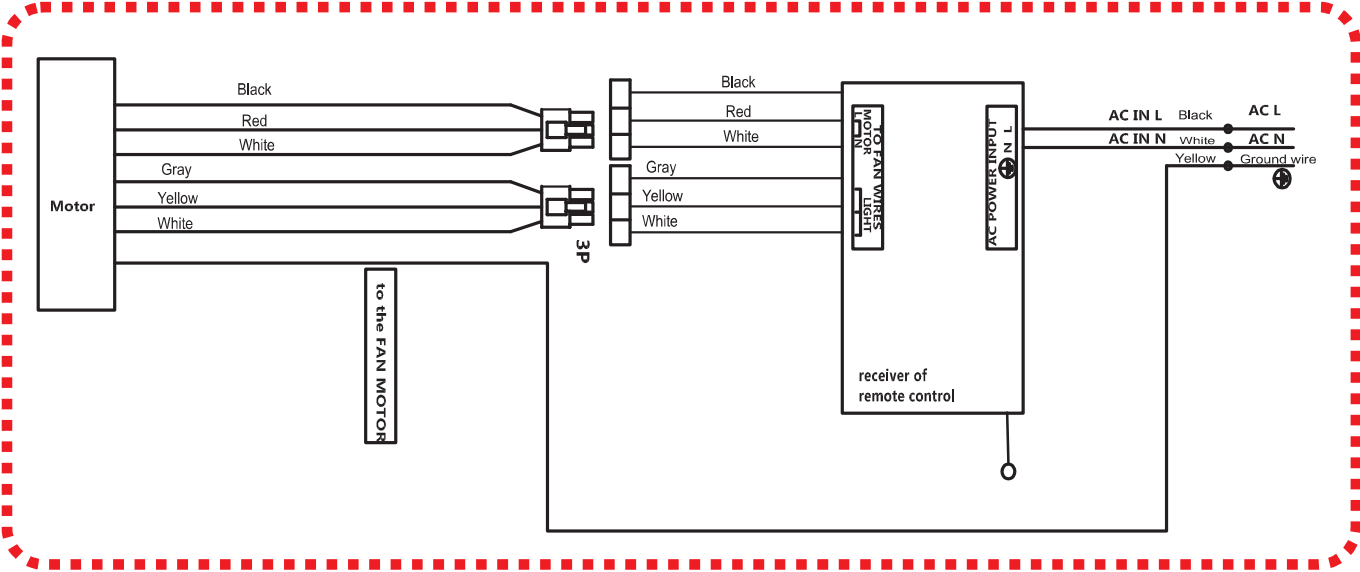 Motor
Black
Red
White
Gray
Yellow
White
3P
to the FAN MOTOR
Black
Red
White
Gray
Yellow
White
TO FAN WIRES
MOTOR LIGHT
L N
AC POWER INPUT
L N
receiver of
remote control
AC IN L Black AC L
AC IN N White AC N
Yellow Ground wire